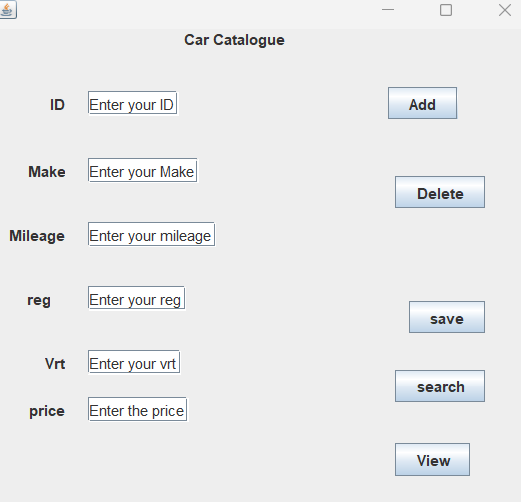 Car Catalogue
ID Enter your ID Add
Make Enter your Make
Delete
Mileage Enter your mileage
reg Enter your reg
save
Vrt Enter your vrt
search
price Enter the price
View